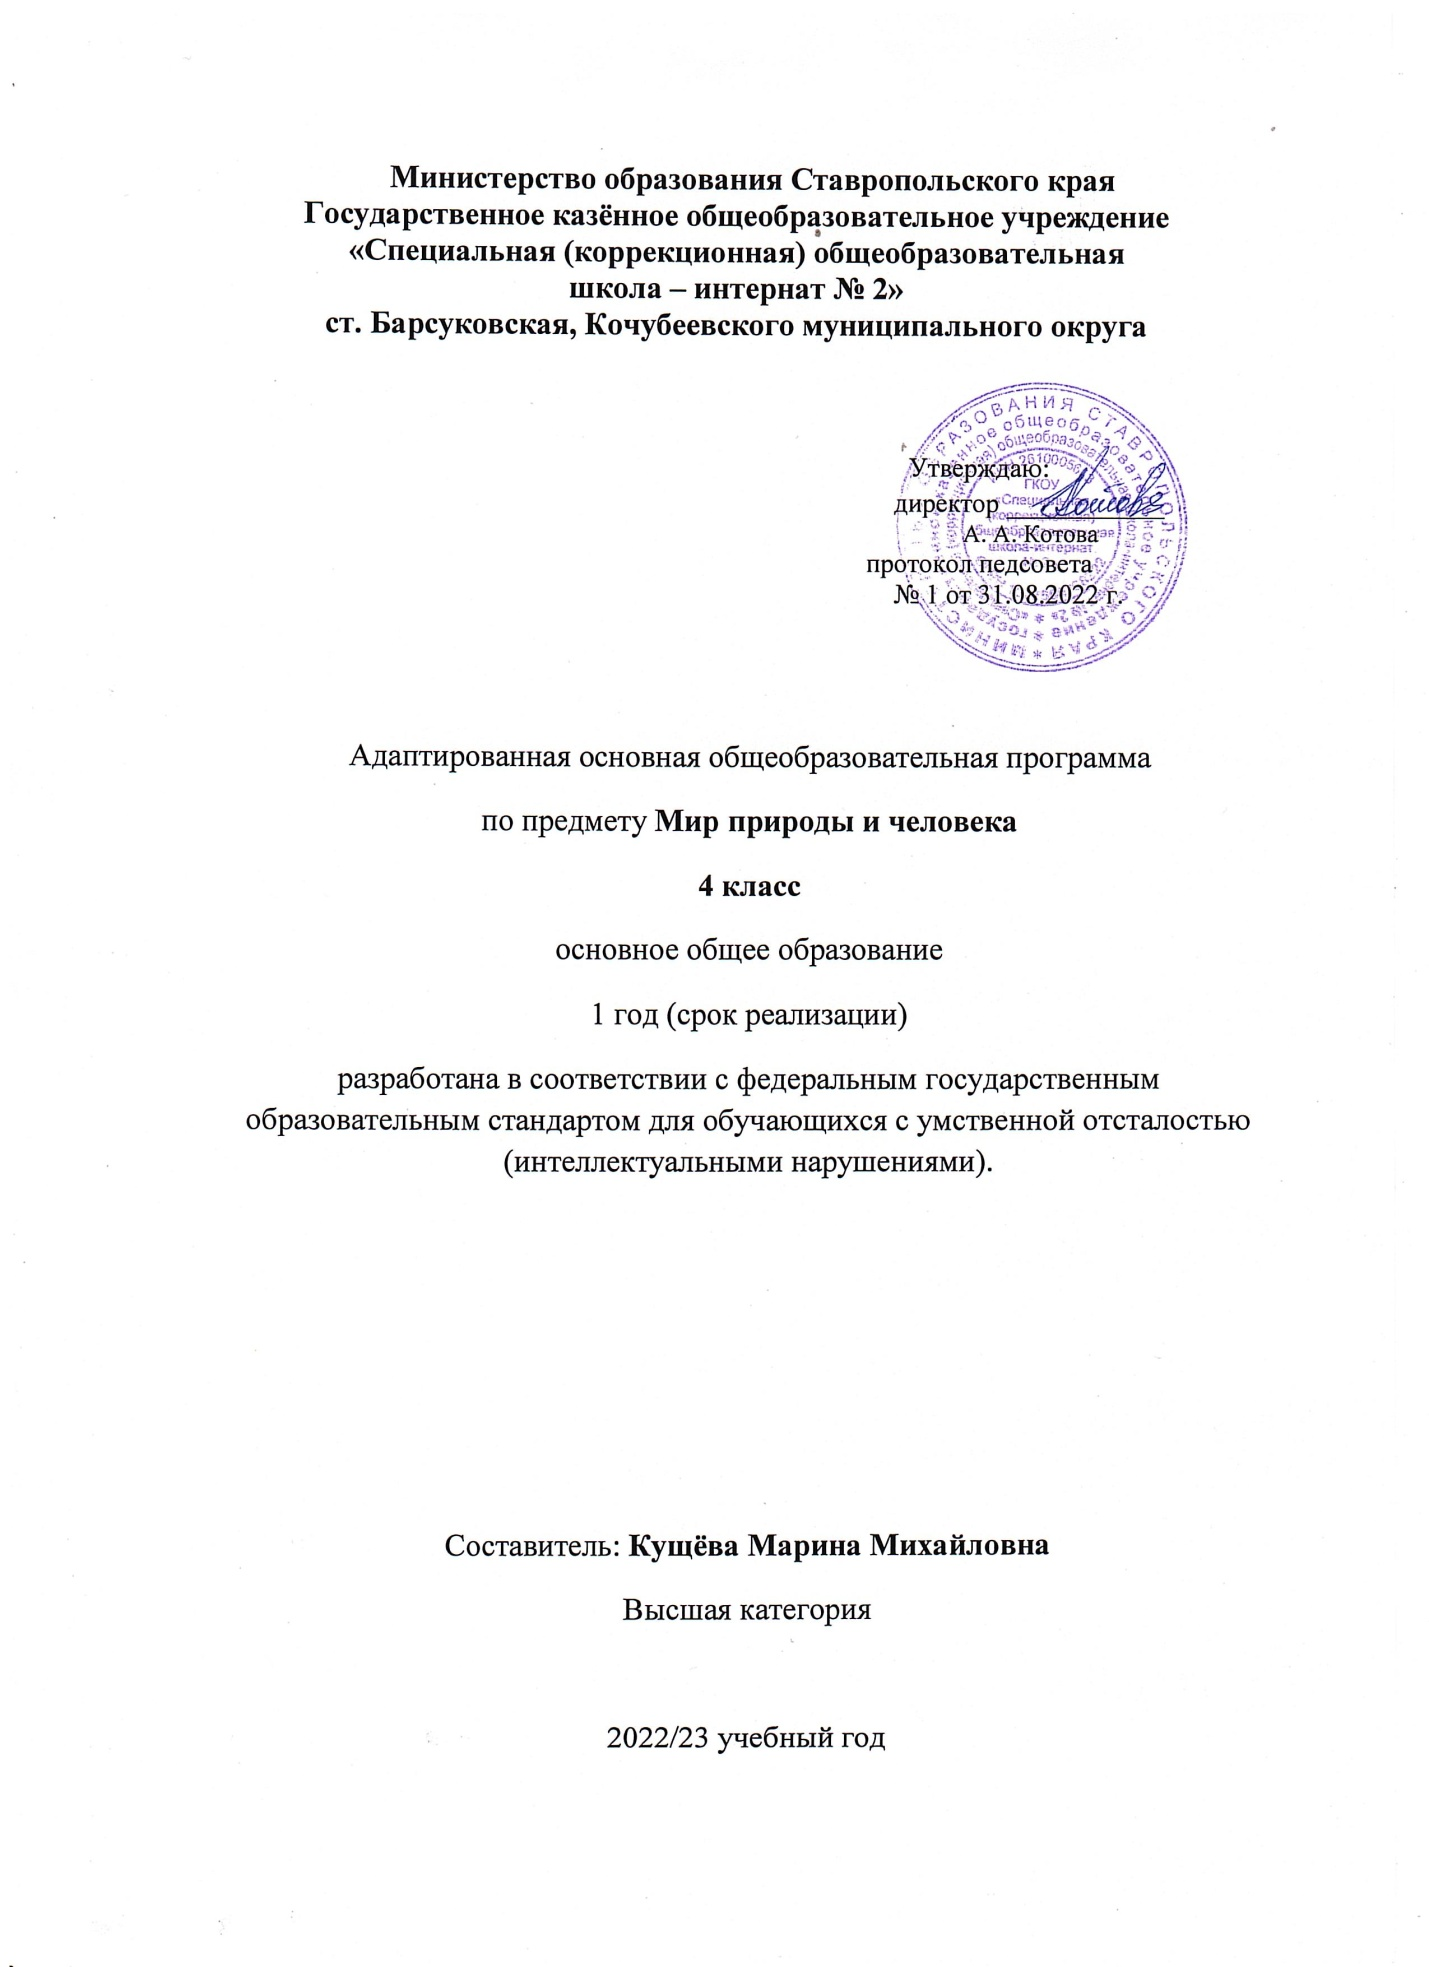 Министерство образования Ставропольского края
Государственное казённое общеобразовательное учреждение
«Специальная (коррекционная) общеобразовательная
школа – интернат № 2»
ст. Барсуковская, Кочубеевского муниципального округа
Утверждаю:
директор
А. А. Котова
протокол педсовета
№ 1 от 31.08.2022 г.
ГКОУ
школа-интернат
Адаптированная основная общеобразовательная программа
по предмету Мир природы и человека
4 класс
основное общее образование
1 год (срок реализации)
разработана в соответствии с федеральным государственным
образовательным стандартом для обучающихся с умственной отсталостью
(интеллектуальными нарушениями).
Составитель: Кущёва Марина Михайловна
Высшая категория
2022/23 учебный год